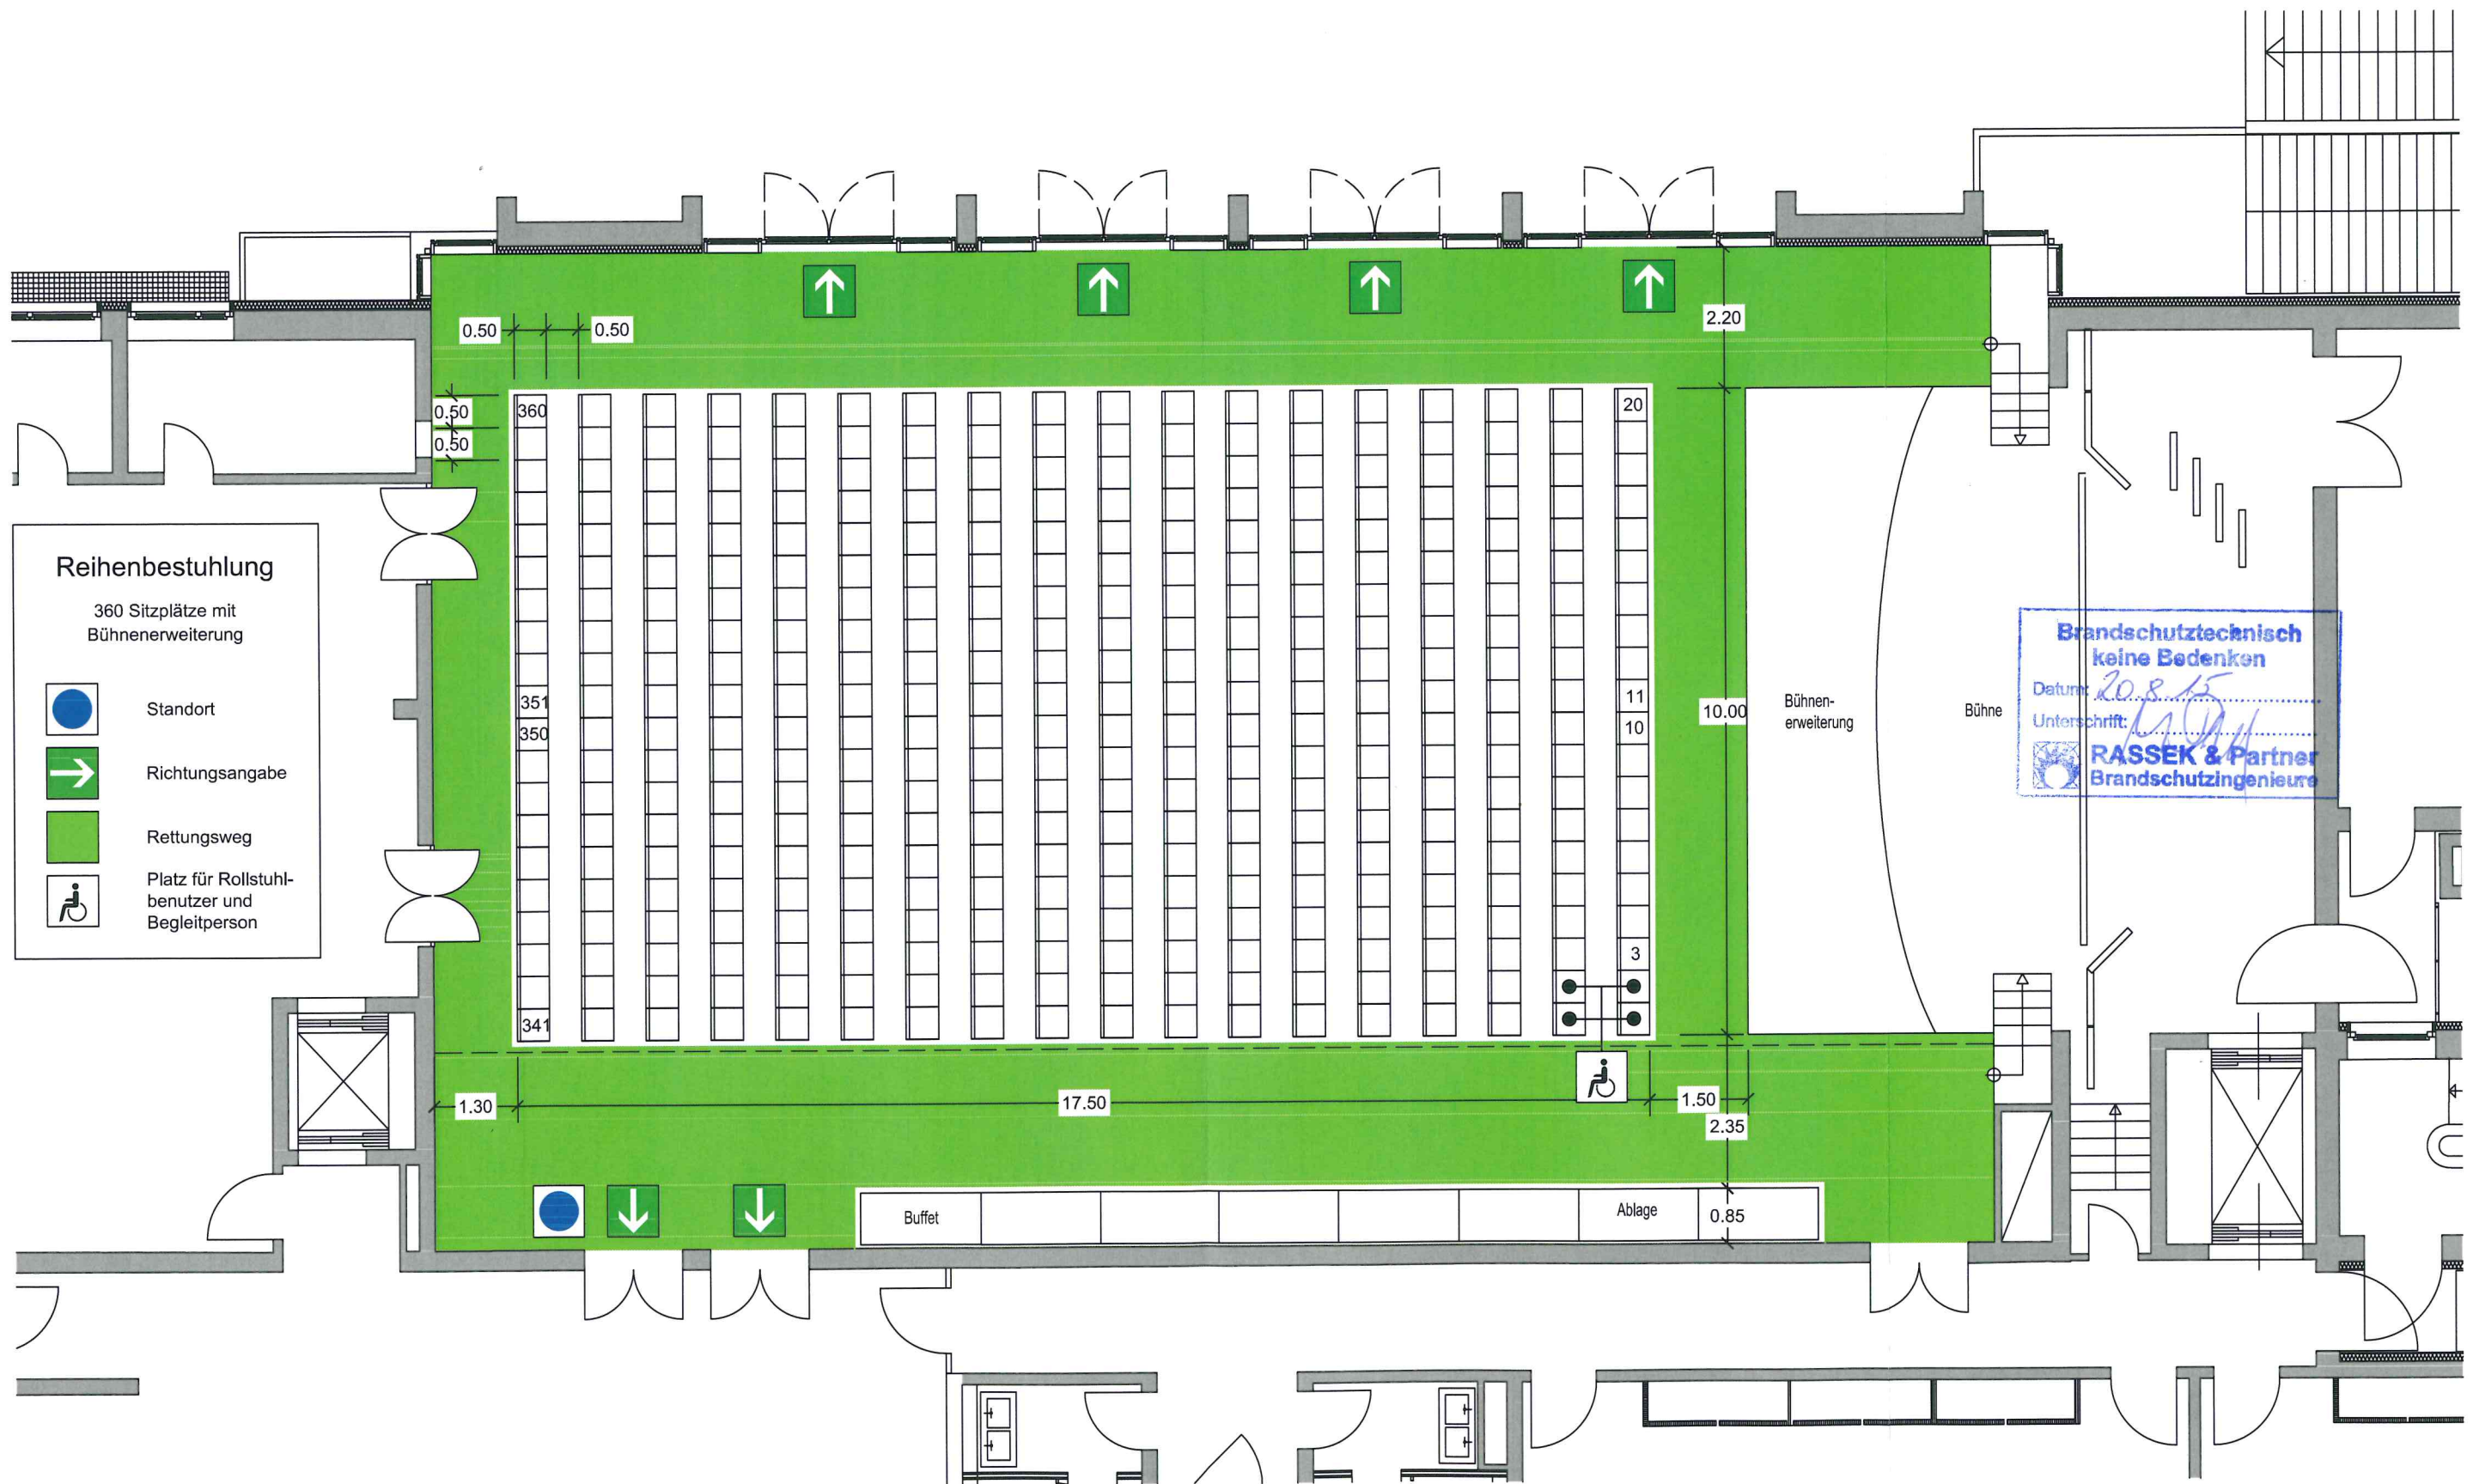 0.50
0.50
2.20
0.50
0.50
360
20
Reihenbestuhlung
360 Sitzplätze mit
Bühnenerweiterung
Standort
Richtungsangabe
Rettungsweg
Platz für Rollstuhl-
benutzer und
Begleitperson
351
350
341
11
10
3
10.00
Bühnen-
erweiterung
Bühne
Brandschutztechnisch
keine Bedenken
Datum: 20.8.15
Unterschrift:
RASSEK & Partner
Brandschutzingenieure
1.30
17.50
1.50
2.35
Buffet
Ablage
0.85